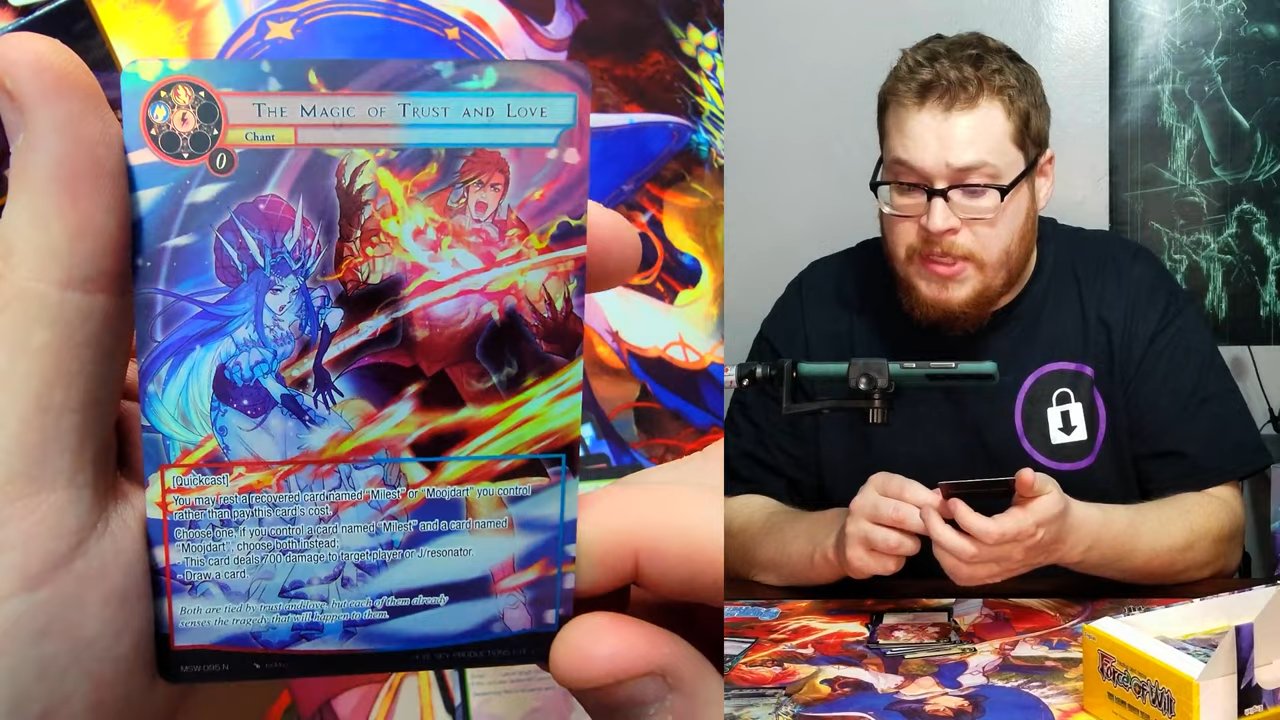 THE MAGIC OF TRUST AND LOVE
Chant
0
[Quickcast]
You may rest a recovered card named "Milest" or "Moojdart" you control
rather than pay this card's cost.
Choose one. If you control a card named "Milest" and a card named
"Moojdart", choose both instead;
- This card deals 700 damage to target player or J/resonator.
- Draw a card.
Both are tied by trust and love, but each of them already
senses the tragedy that will happen to them.
MSW-095 N
FORCE OF WILL